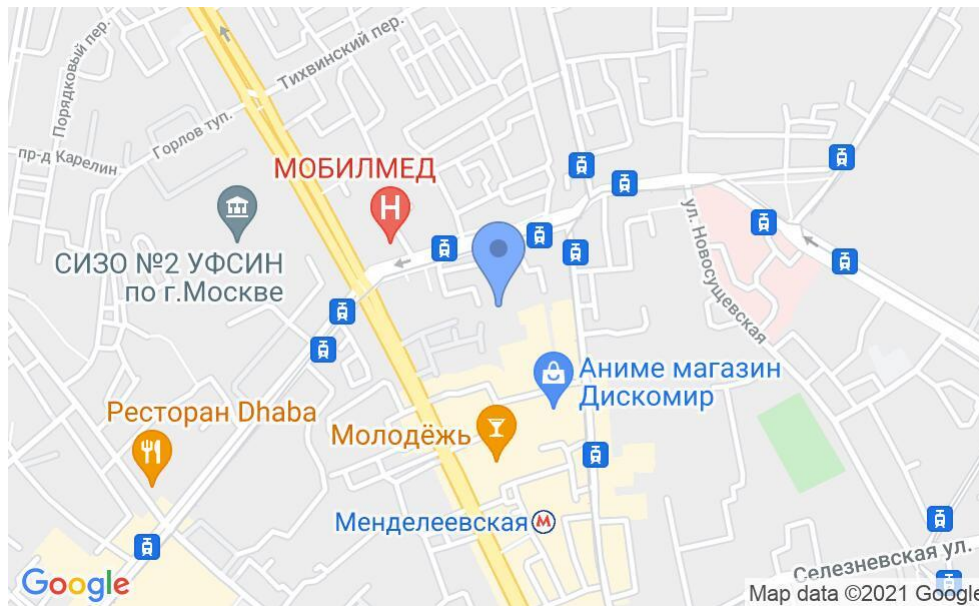 Порядковый пер.
Тихвинский пер.
Горлов туп.
пр-д Карелин
МОБИЛМЕД
H
СИЗО №2 УФСИН
по г.Москве
ул. Новосущевская
Аниме магазин
Дискомир
Ресторан Dhaba
Молодёжь
Менделеевская
М
Селезневская ул.
Google
Map data ©2021 Google